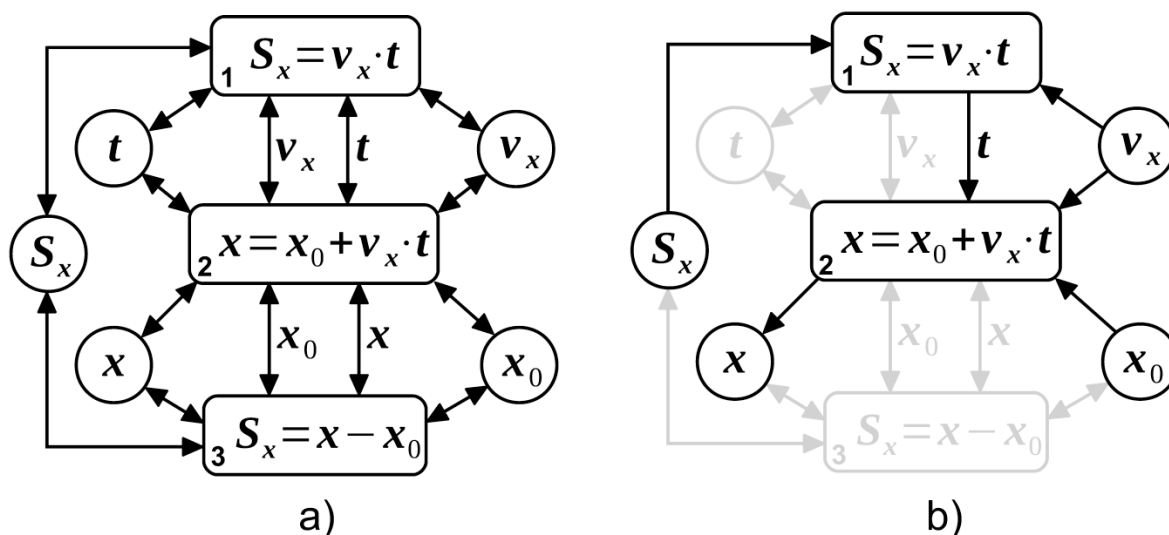 1 Sₓ = vₓ · t
t
vₓ
t
vₓ
Sₓ
2 x = x₀ + vₓ · t
x
x₀
x
x₀
3 Sₓ = x − x₀
a)
1 Sₓ = vₓ · t
t
vₓ
t
vₓ
Sₓ
2 x = x₀ + vₓ · t
x
x₀
x
x₀
3 Sₓ = x − x₀
b)